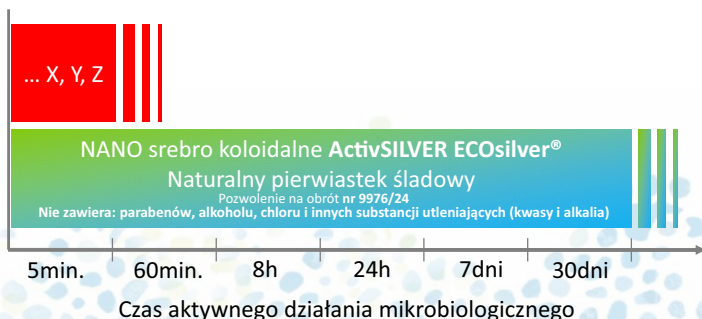 ... X, Y, Z
NANO srebro koloidalne ActivSILVER ECOsilver®
Naturalny pierwiastek śladowy
Pozwolenie na obrót nr 9976/24
Nie zawiera: parabenów, alkoholu, chloru i innych substancji utleniających (kwasy i alkalia)
5min. 60min. 8h 24h 7dni 30dni
Czas aktywnego działania mikrobiologicznego